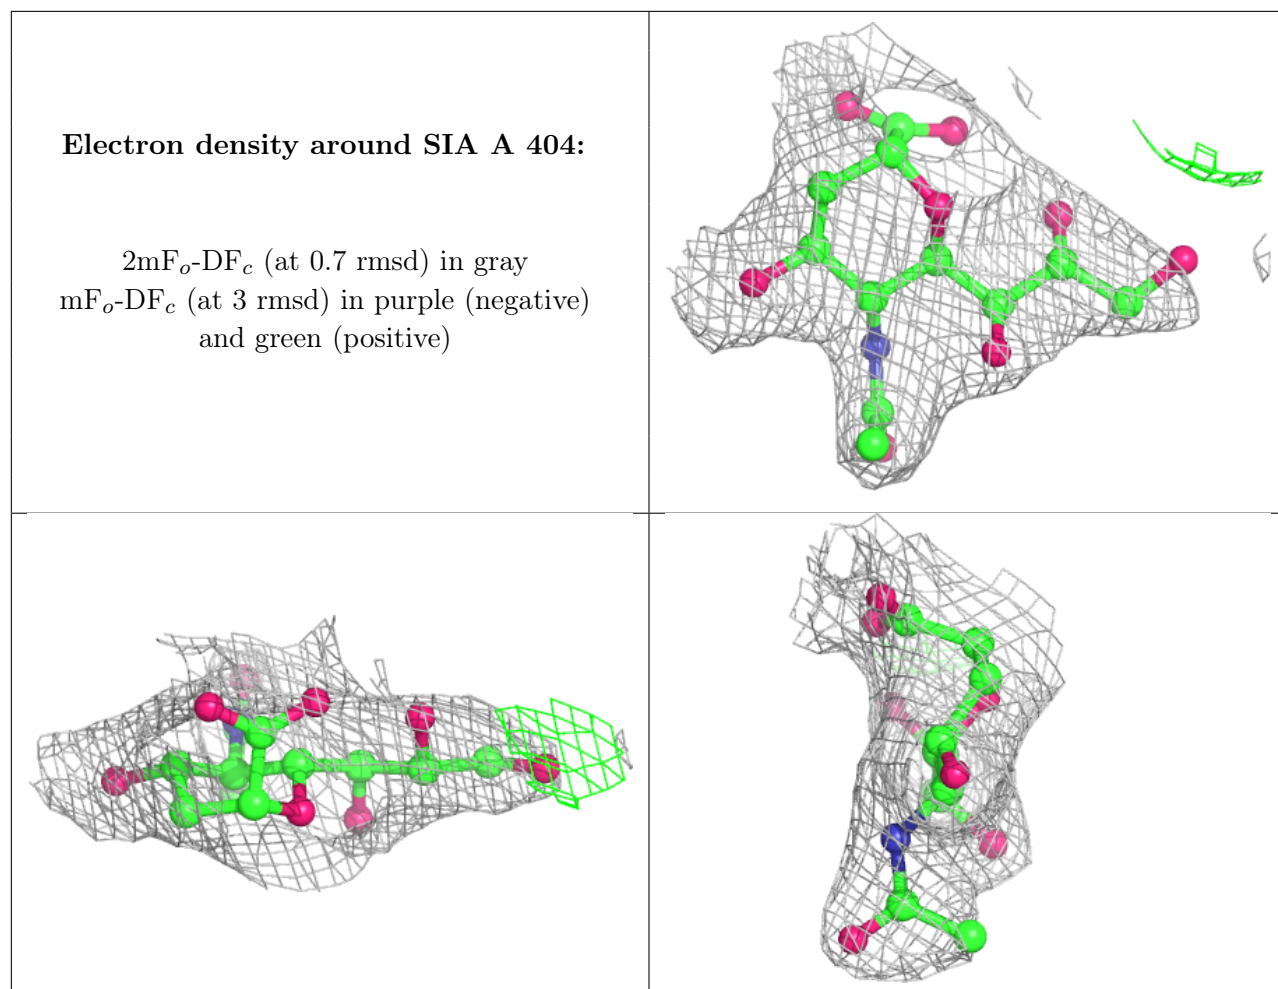 Electron density around SIA A 404:
2mFo-DFc (at 0.7 rmsd) in gray
mFo-DFc (at 3 rmsd) in purple (negative)
and green (positive)